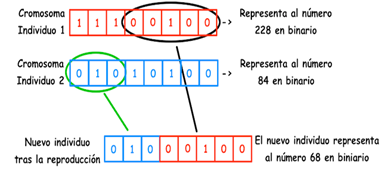 Cromosoma
Individuo 1
1 1 1 0 0 1 0 0
->
Representa al número
228 en binario
Cromosoma
Individuo 2
0 1 0 1 0 1 0 0
->
Representa al número
84 en binario
Nuevo individuo
tras la reproducción
0 1 0 0 0 1 0 0
El nuevo individuo representa
al número 68 en biniario